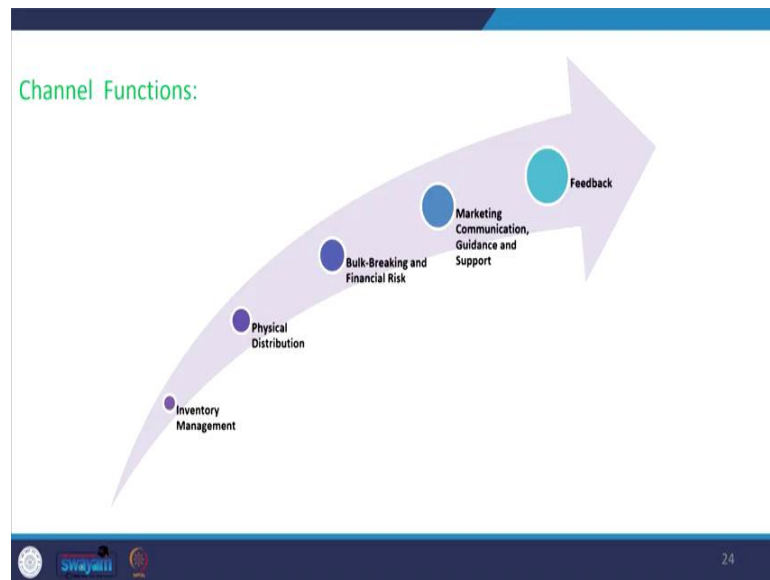 Channel Functions:
Feedback
Marketing
Communication,
Guidance and
Support
Bulk-Breaking and
Financial Risk
Physical
Distribution
Inventory
Management
swayam
24